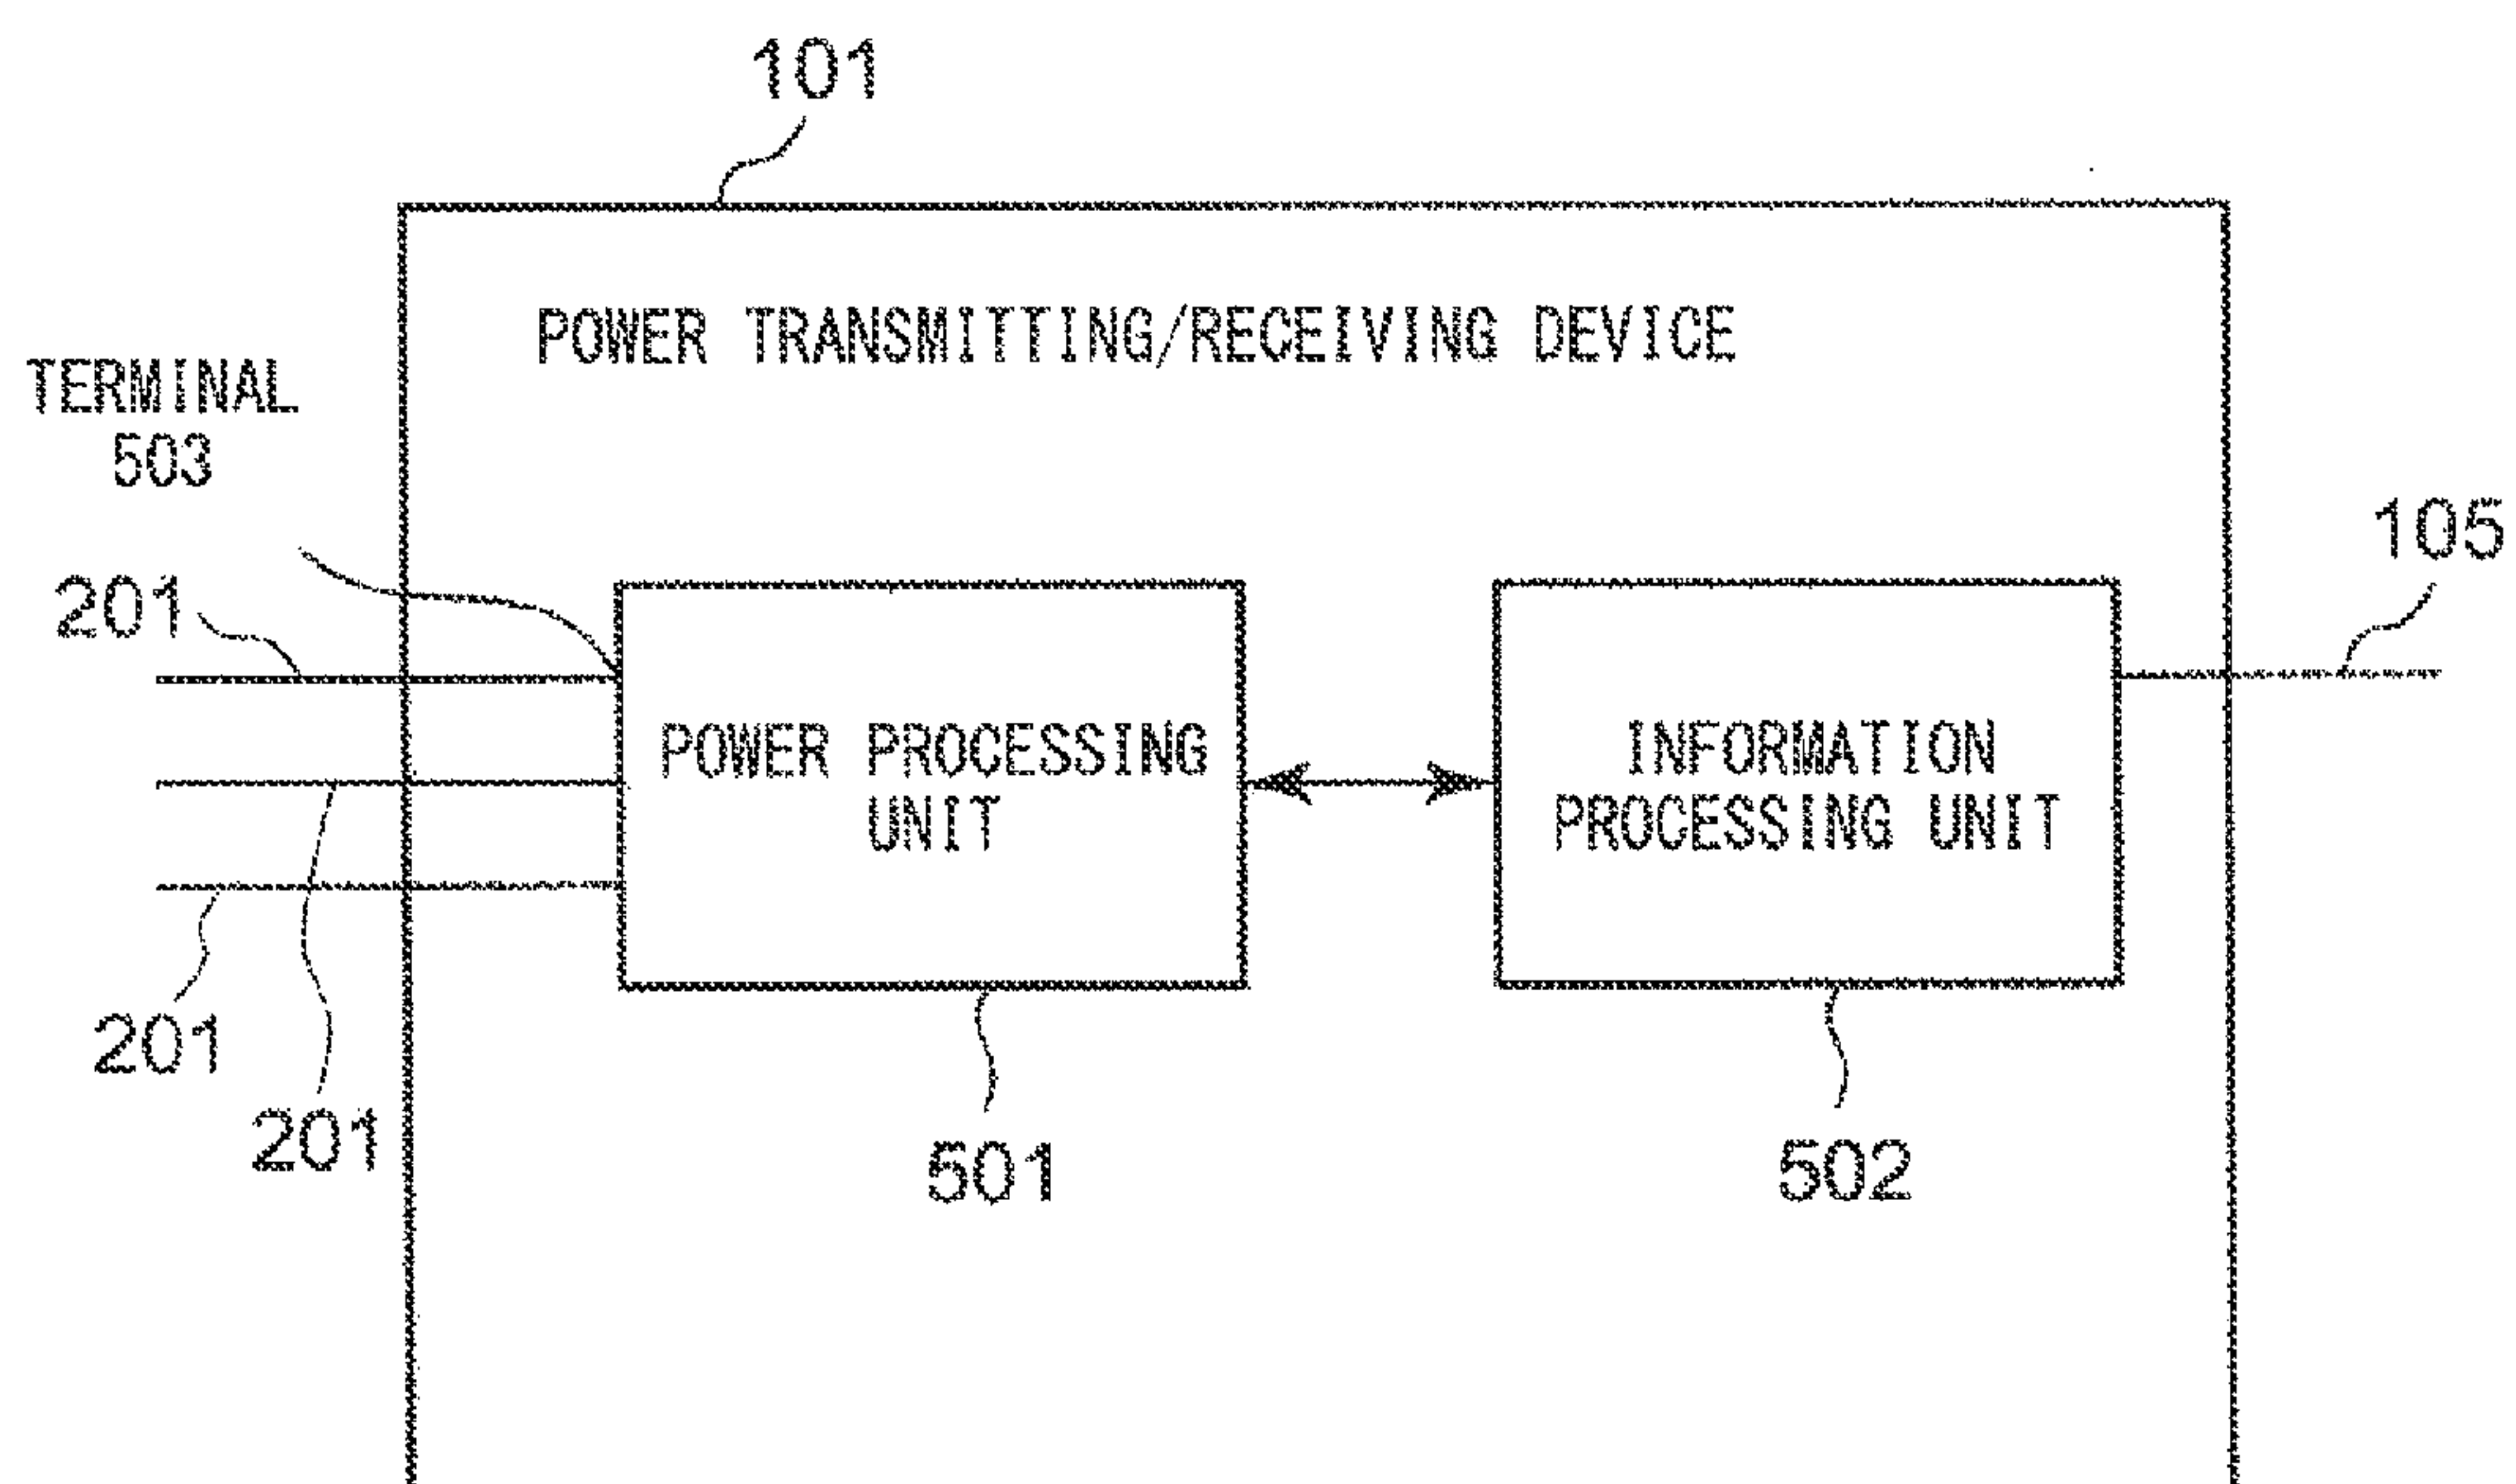 101
POWER TRANSMITTING/RECEIVING DEVICE
TERMINAL
503
105
201
POWER PROCESSING
UNIT
INFORMATION
PROCESSING UNIT
201
201
501
502